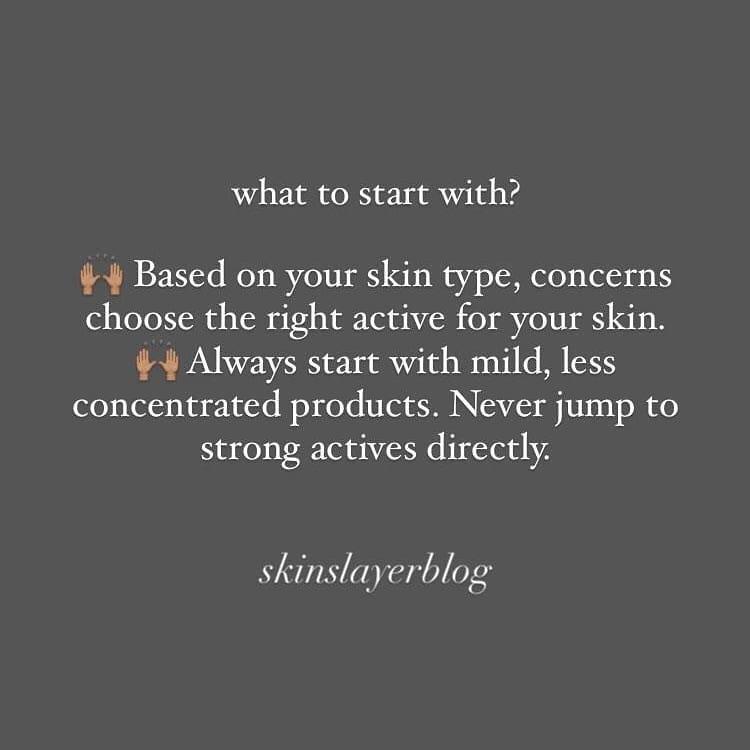 what to start with?
🙌🏽 Based on your skin type, concerns
choose the right active for your skin.
🙌🏽 Always start with mild, less
concentrated products. Never jump to
strong actives directly.
skinslayerblog